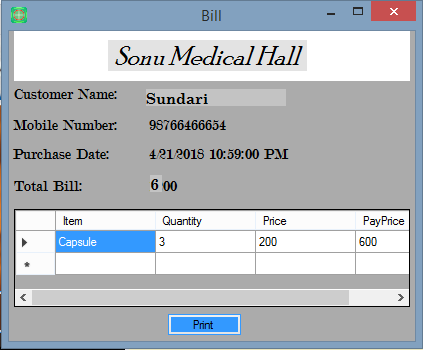 Bill
Sonu Medical Hall
Customer Name: Sundari
Mobile Number: 98766466654
Purchase Date: 4/21/2018 10:59:00 PM
Total Bill: 600
Item Quantity Price PayPrice
Capsule 3 200 600
Print